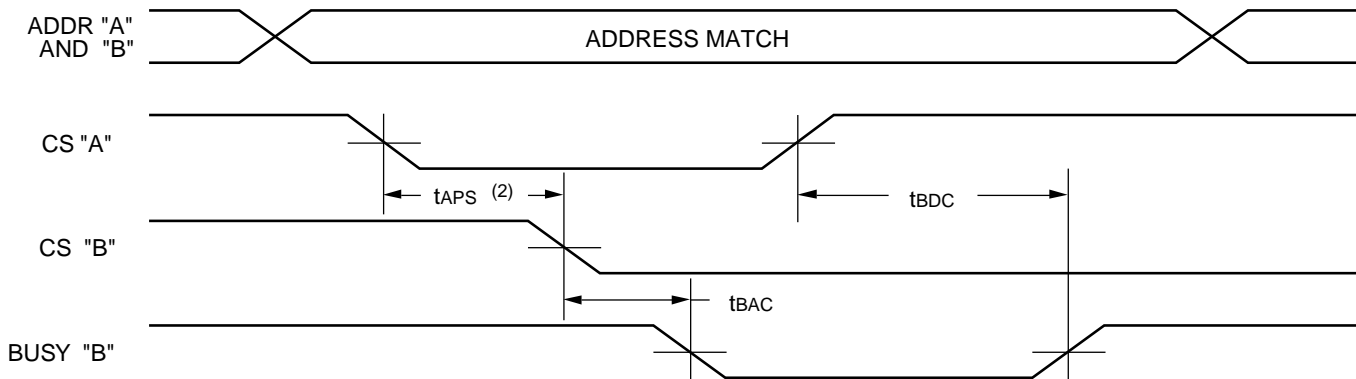 ADDR "A"
AND "B"
ADDRESS MATCH
CS "A"
tAPS (2)
tBDC
CS "B"
tBAC
BUSY "B"